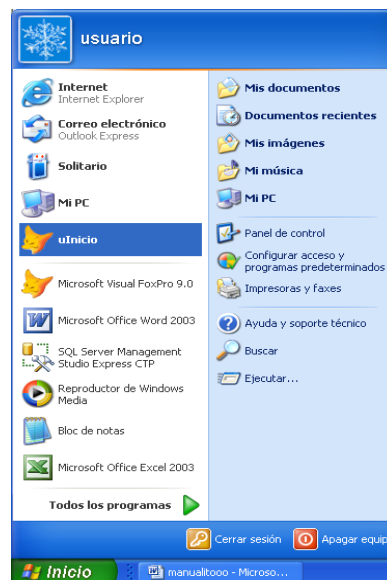 usuario
Internet
Internet Explorer
Correo electrónico
Outlook Express
Solitario
Mi PC
uInicio
Microsoft Visual FoxPro 9.0
Microsoft Office Word 2003
SQL Server Management
Studio Express CTP
Reproductor de Windows
Media
Bloc de notas
Microsoft Office Excel 2003
Todos los programas
Mis documentos
Documentos recientes
Mis imágenes
Mi música
Mi PC
Panel de control
Configurar acceso y
programas predeterminados
Impresoras y faxes
Ayuda y soporte técnico
Buscar
Ejecutar...
Cerrar sesión
Apagar equip
Inicio
manualitooo - Microso...